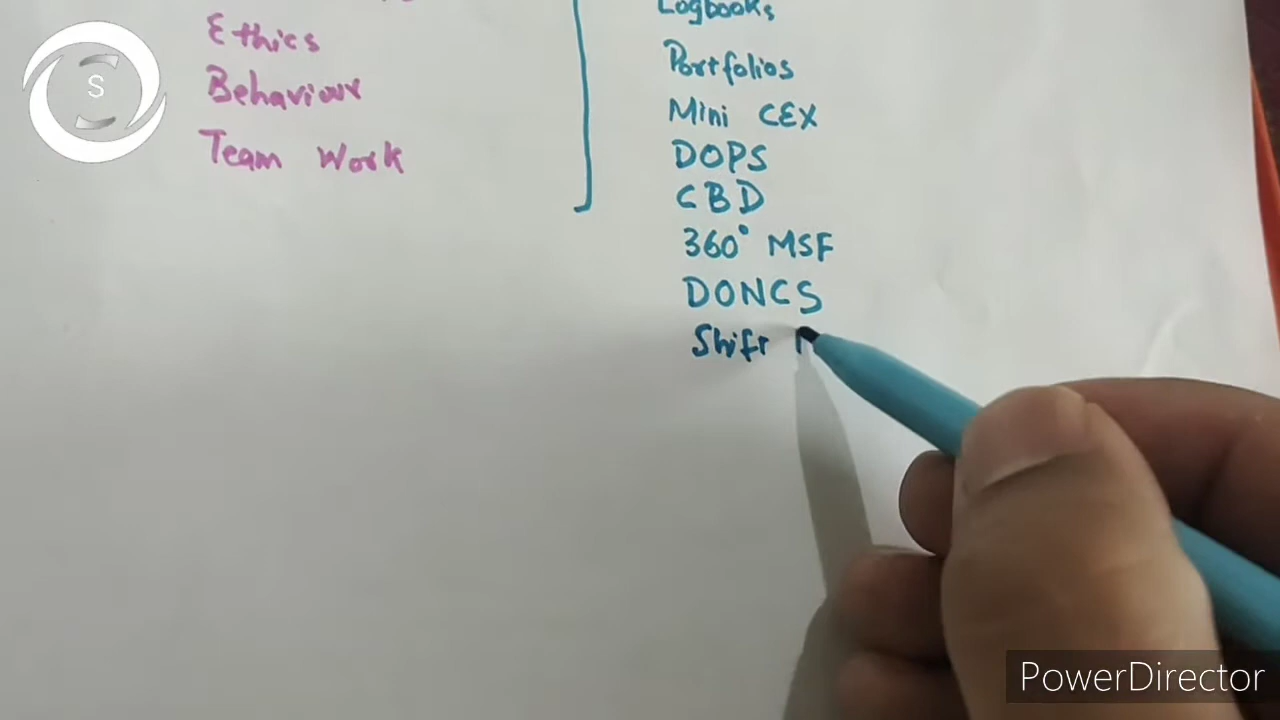 Ethics
Behaviour
Team Work
Logbooks
Portfolios
Mini CEX
DOPS
CBD
360° MSF
DONCS
Shift
S
PowerDirector